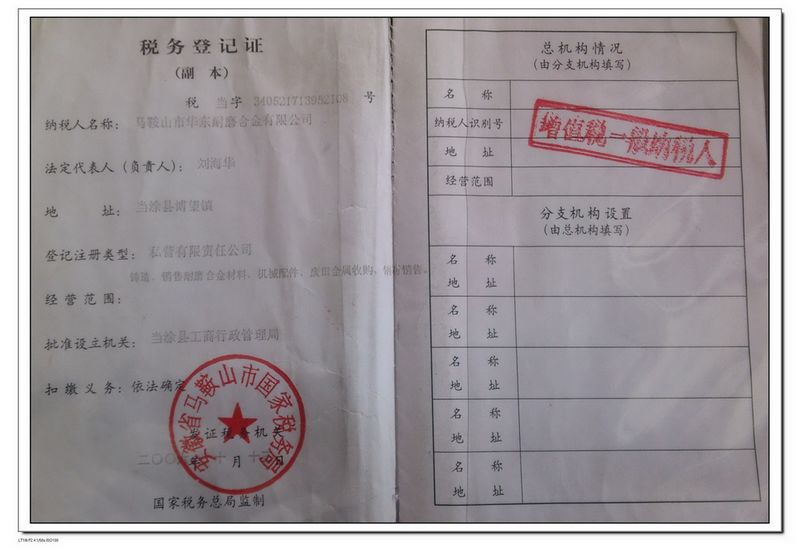 税务登记证
（副 本）
税 当字 340521713952108 号
纳税人名称：马鞍山市华东耐磨合金有限公司
法定代表人（负责人）：刘海华
地 址：当涂县博望镇
登记注册类型：私营有限责任公司
铸造、销售耐磨合金材料、机械配件、废旧金属收购、钢材销售。
经营范围：
批准设立机关：当涂县工商行政管理局
扣缴义务：依法确定
安徽省马鞍山市国家税务局
发证税务机关
年 月 日
国家税务总局监制
总机构情况
（由分支机构填写）
名 称
纳税人识别号
地 址
经营范围
增值税一般纳税人
分支机构设置
（由总机构填写）
名 称
地 址
名 称
地 址
名 称
地 址
名 称
地 址
名 称
地 址